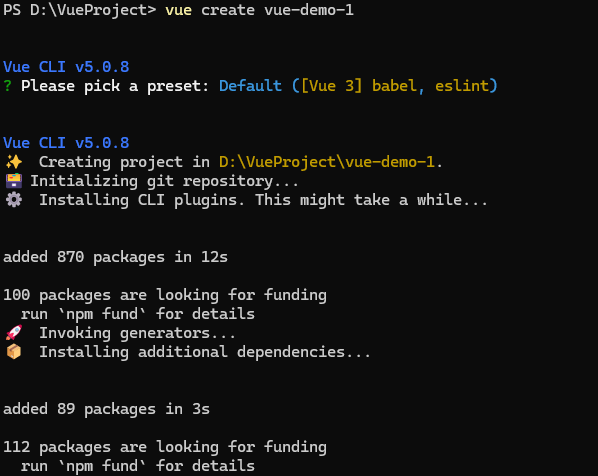 PS D:\VueProject> vue create vue-demo-1
Vue CLI v5.0.8
? Please pick a preset: Default ([Vue 3] babel, eslint)
Vue CLI v5.0.8
✨  Creating project in D:\VueProject\vue-demo-1.
🗃 Initializing git repository...
⚙  Installing CLI plugins. This might take a while...
added 870 packages in 12s
100 packages are looking for funding
  run `npm fund` for details
🚀  Invoking generators...
📦  Installing additional dependencies...
added 89 packages in 3s
112 packages are looking for funding
  run `npm fund` for details